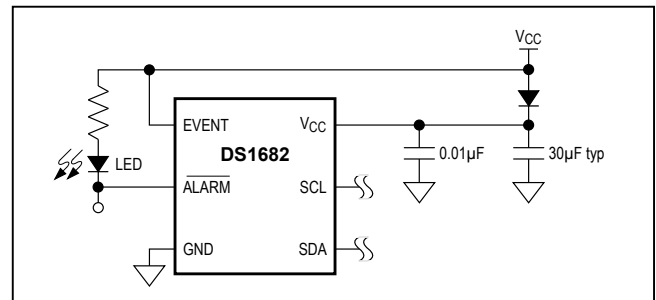 VCC
EVENT
VCC
DS1682
LED
0.01µF
30µF typ
ALARM
SCL
GND
SDA